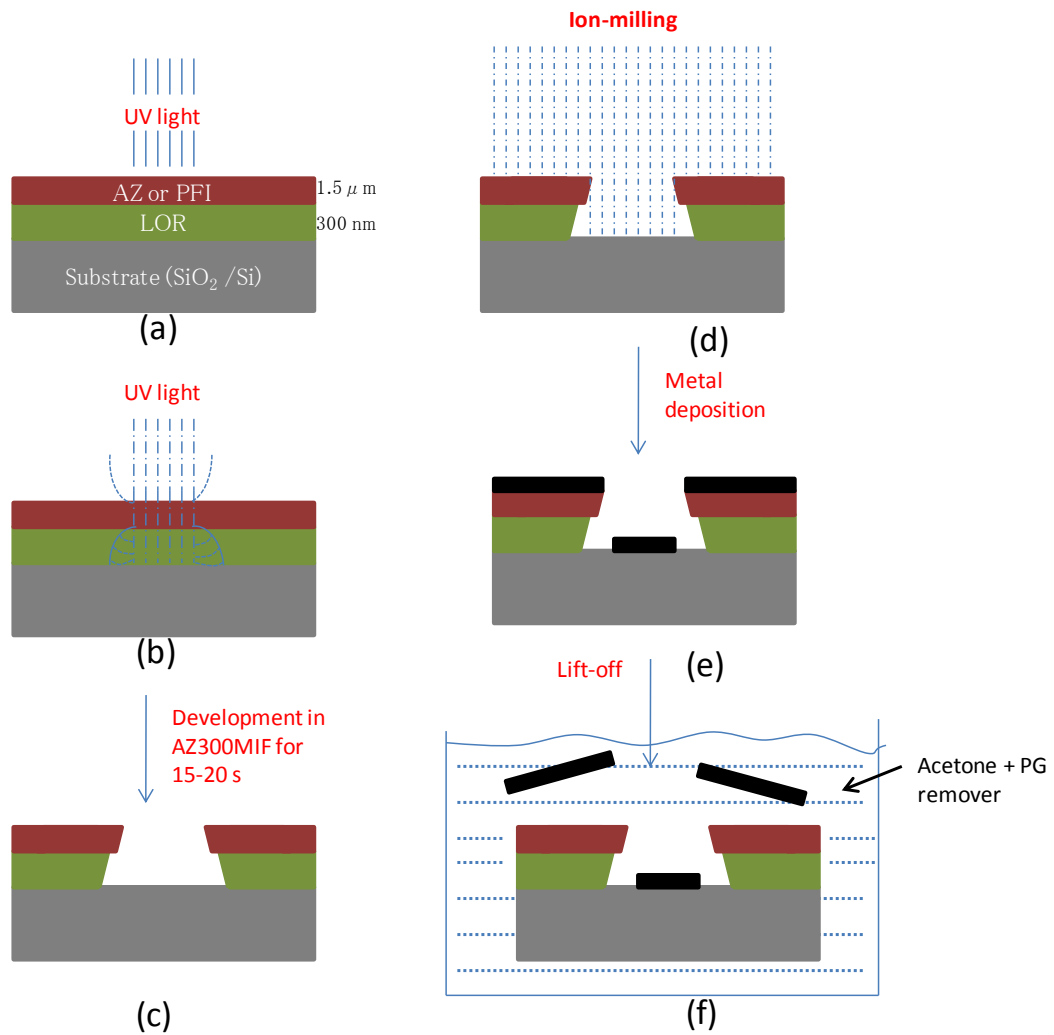 UV light
AZ or PFI
1.5 μ m
LOR
300 nm
Substrate (SiO₂ /Si)
(a)
UV light
(b)
Development in
AZ300MIF for
15-20 s
(c)
Ion-milling
(d)
Metal
deposition
(e)
Lift-off
Acetone + PG
remover
(f)